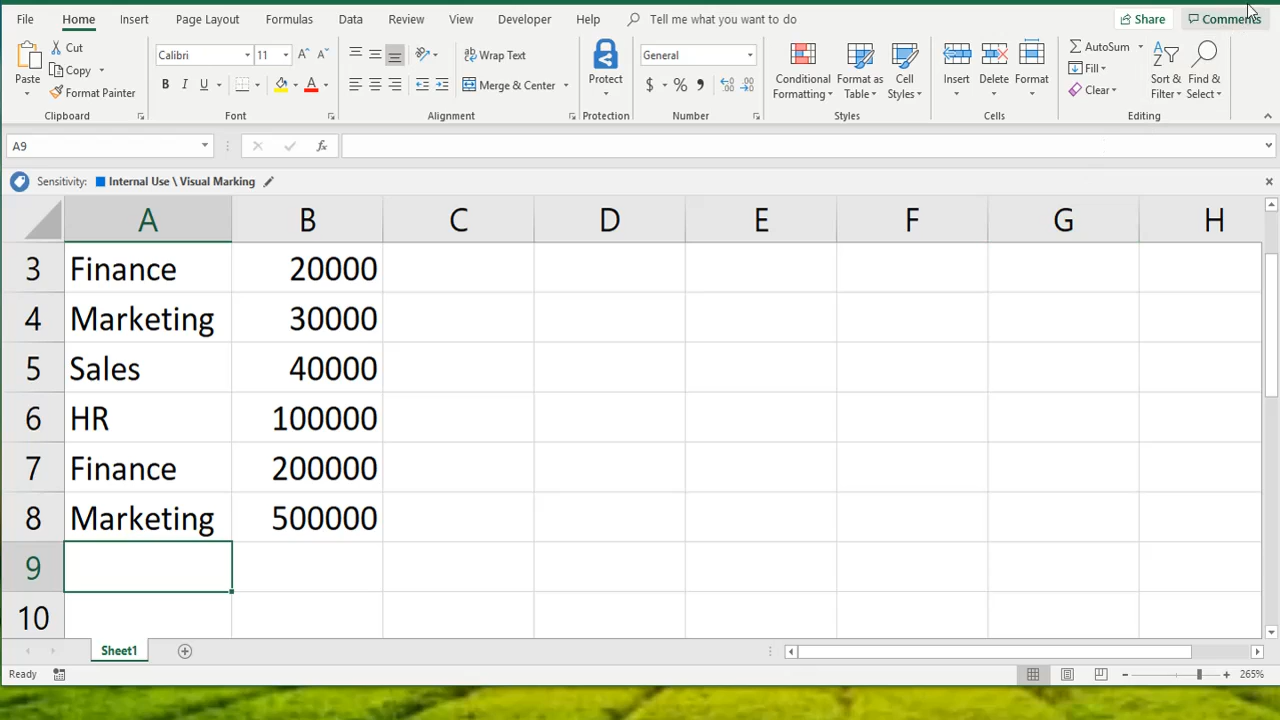 File Home Insert Page Layout Formulas Data Review View Developer Help Tell me what you want to do Share Comments
Paste Cut Copy Format Painter Clipboard
Calibri 11 A A B I U A Font
Wrap Text Merge & Center Alignment
Protect Protection
General $ % , Number
Conditional Formatting Format as Table Cell Styles Styles
Insert Delete Format Cells
AutoSum Fill Clear Sort & Filter Find & Select Editing
A9 fx
Sensitivity: Internal Use \ Visual Marking
A B C D E F G H
3 Finance 20000
4 Marketing 30000
5 Sales 40000
6 HR 100000
7 Finance 200000
8 Marketing 500000
9
10
Sheet1
Ready 265%